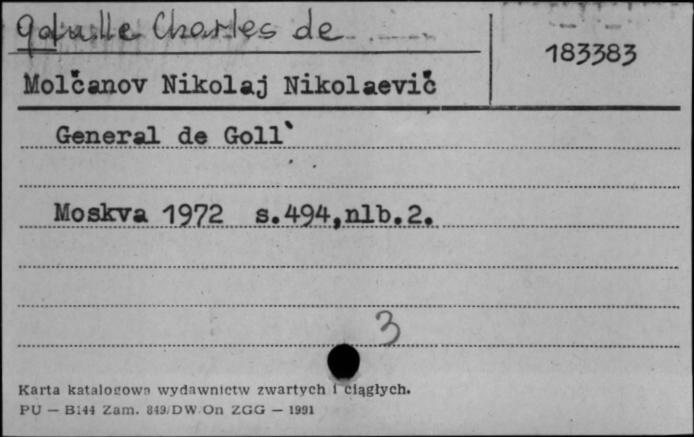 Gaulle Charles de
183383
Molčanov Nikolaj Nikolaevič
General de Goll`
Moskva 1972 s.494,nlb.2.
3
Karta katalogowa wydawnictw zwartych i ciągłych.
PU — B144 Zam. 849/DW/On ZGG — 1991